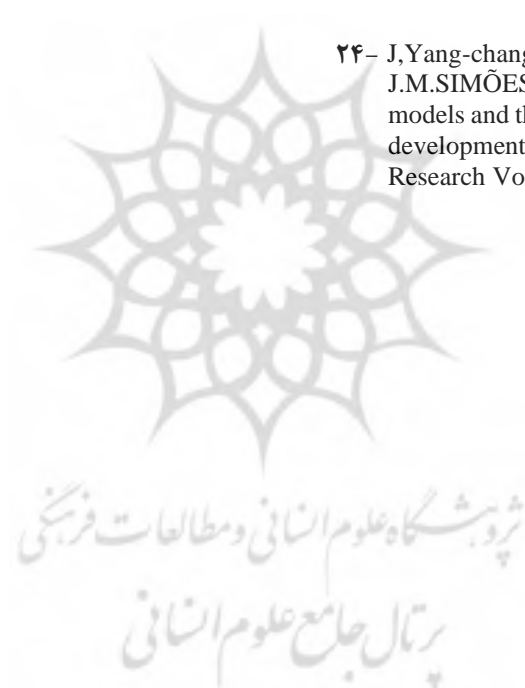 ۲۴– J,Yang-chang
J.M.SIMÕES
models and th
development
Research Vo
پژوهشگاه علوم انسانی و مطالعات فرهنگی
پرتال جامع علوم انسانی